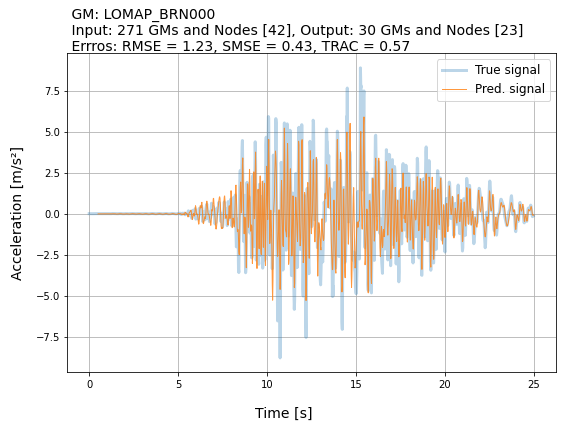 GM: LOMAP_BRN000
Input: 271 GMs and Nodes [42], Output: 30 GMs and Nodes [23]
Errros: RMSE = 1.23, SMSE = 0.43, TRAC = 0.57
True signal
Pred. signal
Acceleration [m/s²]
7.5
5.0
2.5
0.0
−2.5
−5.0
−7.5
0 5 10 15 20 25
Time [s]